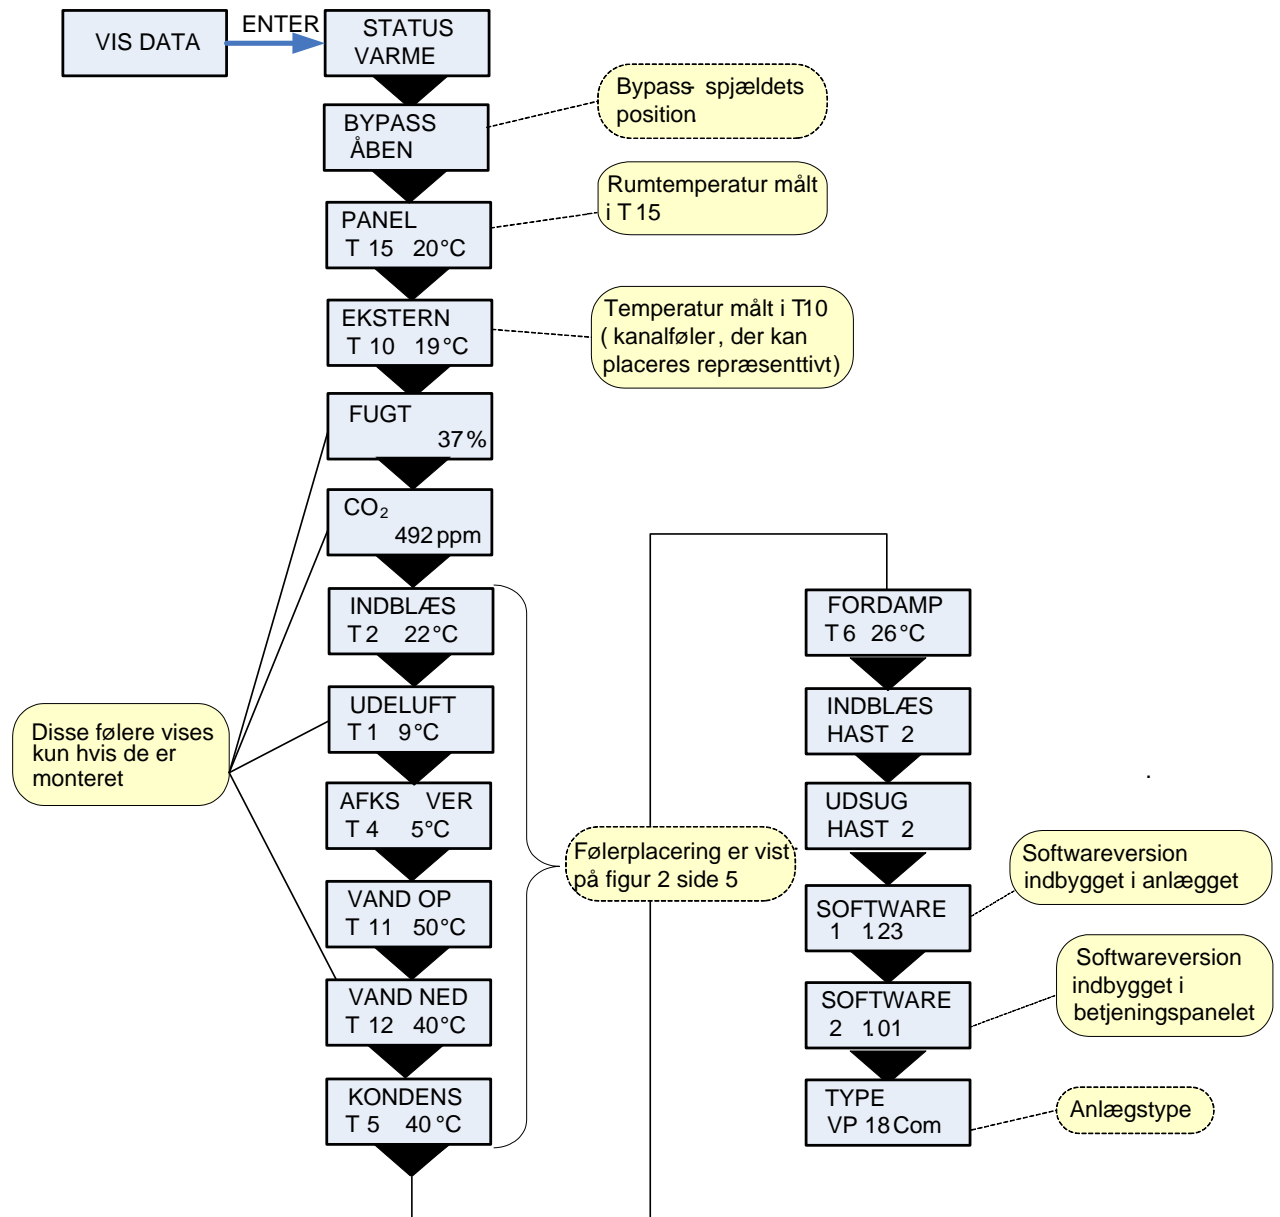 VIS DATA
ENTER
STATUS
VARME
BYPASS
ÅBEN
Bypass- spjældets
position
PANEL
T 15 20°C
Rumtemperatur målt
i T 15
EKSTERN
T 10 19°C
Temperatur målt i T10
( kanalføler, der kan
placeres repræsenttivt)
FUGT
37%
CO₂
492 ppm
INDBLÆS
T 2 22°C
UDELUFT
T 1 9°C
Disse følere vises
kun hvis de er
monteret
AFKS VER
T 4 5°C
VAND OP
T 11 50°C
VAND NED
T 12 40°C
KONDENS
T 5 40°C
Følerplacering er vist
på figur 2 side 5
FORDAMP
T 6 26°C
INDBLÆS
HAST 2
UDSUG
HAST 2
SOFTWARE
1 1.23
Softwareversion
indbygget i anlægget
SOFTWARE
2 1.01
Softwareversion
indbygget i
betjeningspanelet
TYPE
VP 18 Com
Anlægstype